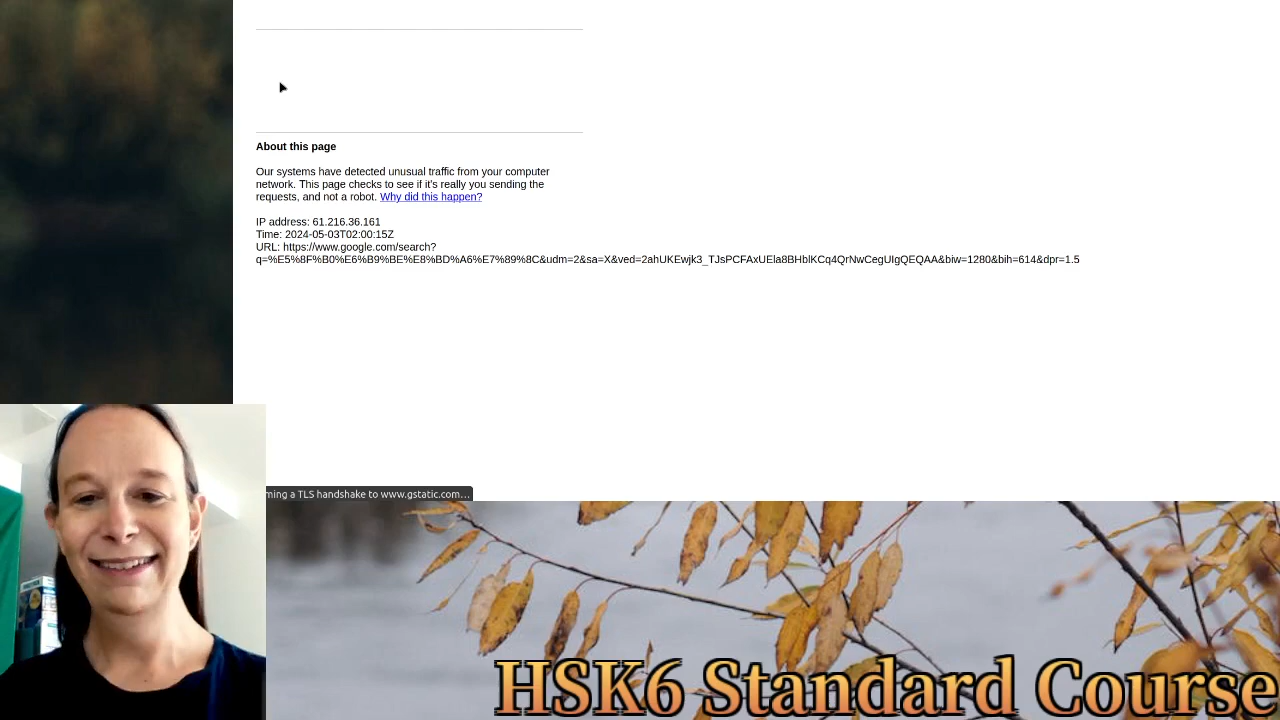 About this page
Our systems have detected unusual traffic from your computer
network. This page checks to see if it's really you sending the
requests, and not a robot. Why did this happen?
IP address: 61.216.36.161
Time: 2024-05-03T02:00:15Z
URL: https://www.google.com/search?
q=%E5%8F%B0%E6%B9%BE%E8%BD%A6%E7%89%8C&udm=2&sa=X&ved=2ahUKEwjk3_TJsPCFAxUEla8BHblKCq4QrNwCegUIgQEQAA&biw=1280&bih=614&dpr=1.5
ming a TLS handshake to www.gstatic.com…
HSK6 Standard Course